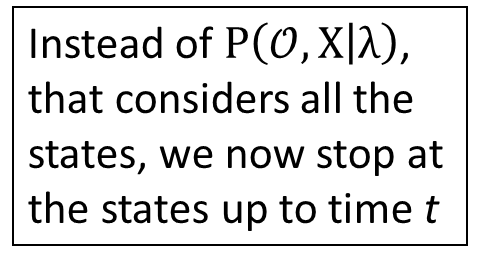 Instead of P(𝒪, X|λ),
that considers all the
states, we now stop at
the states up to time t